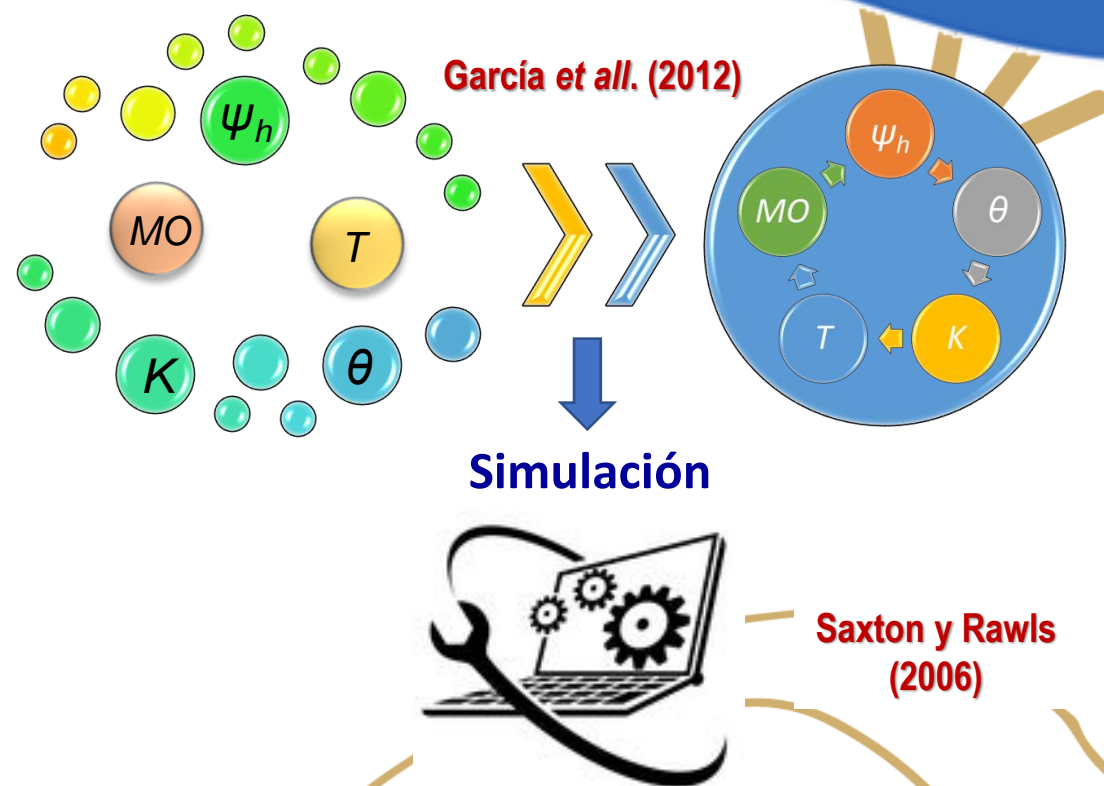 García et all. (2012)
ψh
MO
T
K
θ
ψh
MO
θ
T
K
Simulación
Saxton y Rawls
(2006)